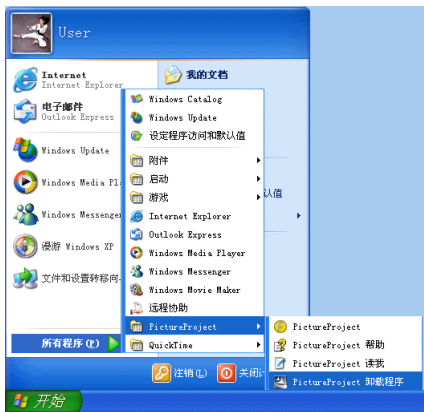 User
Internet
Internet Explorer
电子邮件
Outlook Express
Windows Update
Windows Media Pl
Windows Messenger
漫游 Windows XP
文件和设置转移向
所有程序(P)
我的文档
认值
Windows Catalog
Windows Update
设定程序访问和默认值
附件
启动
游戏
Internet Explorer
Outlook Express
Windows Media Player
Windows Messenger
Windows Movie Maker
远程协助
PictureProject
QuickTime
PictureProject
PictureProject 帮助
PictureProject 读我
PictureProject 卸载程序
注销(L)
关闭
开始